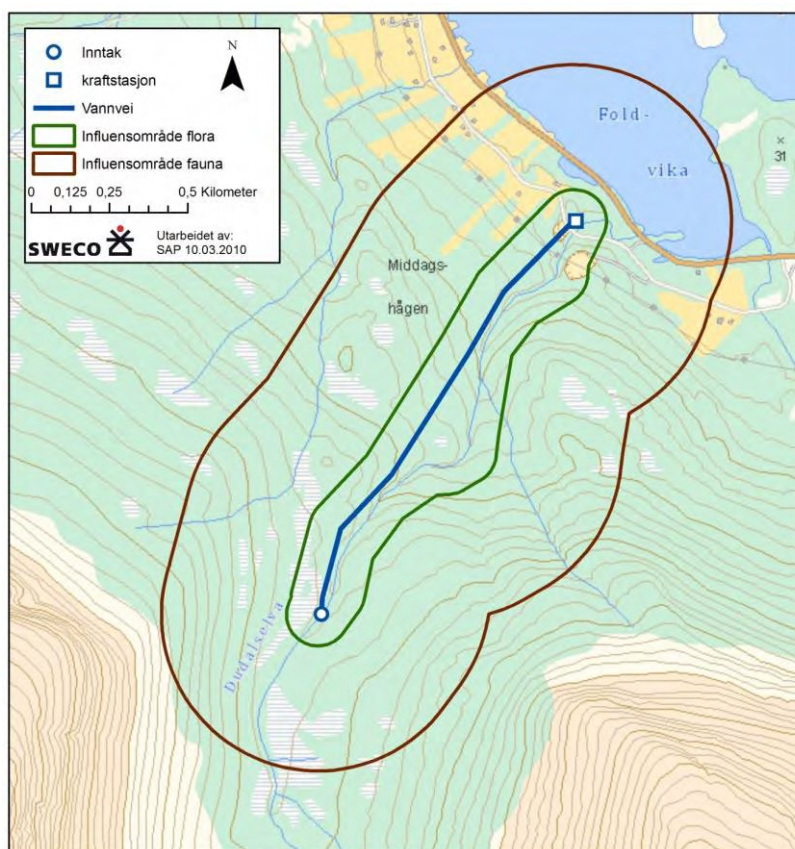 Inntak
kraftstasjon
Vannvei
Influensområde flora
Influensområde fauna
N
0 0,125 0,25 0,5 Kilometer
SWECO
Utarbeidet av:
SAP 10.03.2010
Fold-
vika
31
Middags-
hågen
Dudalselva